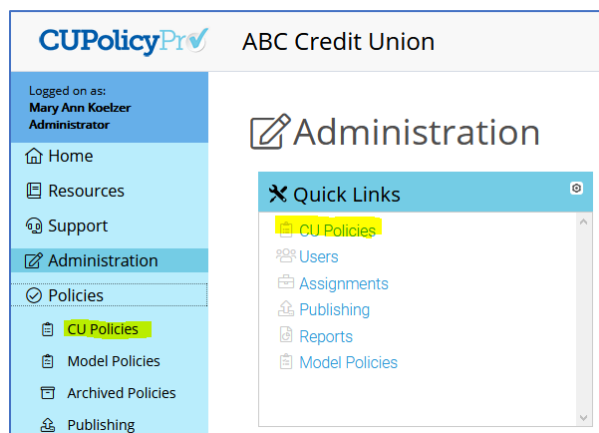 CUPolicyPro
ABC Credit Union
Logged on as:
Mary Ann Koelzer
Administrator
Home
Resources
Support
Administration
Policies
CU Policies
Model Policies
Archived Policies
Publishing
Administration
Quick Links
CU Policies
Users
Assignments
Publishing
Reports
Model Policies